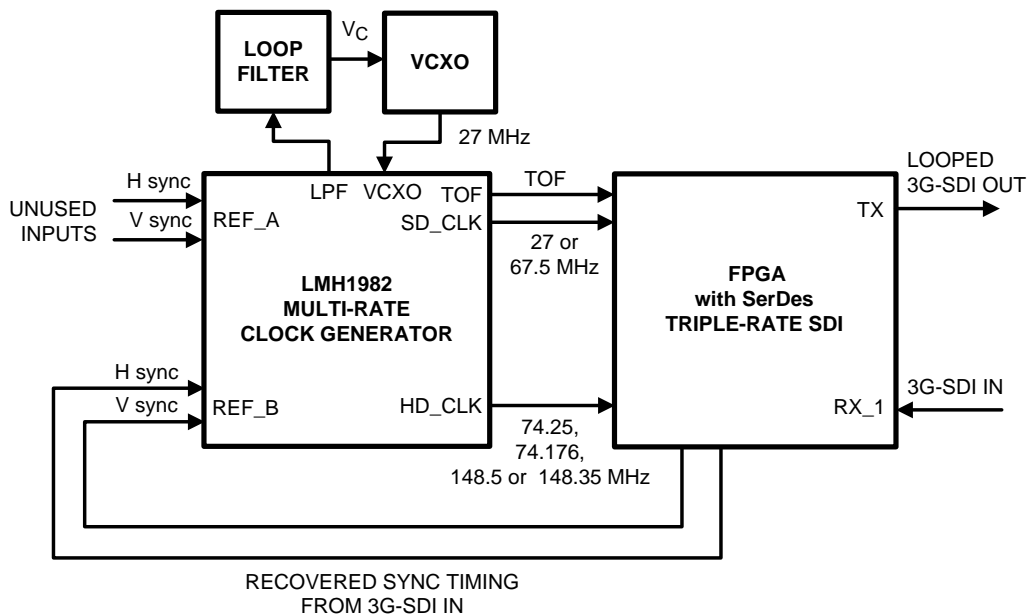 LOOP
FILTER
VC
VCXO
27 MHz
H sync
V sync
UNUSED
INPUTS
REF_A
LPF
VCXO
TOF
SD_CLK
TOF
27 or
67.5 MHz
LMH1982
MULTI-RATE
CLOCK GENERATOR
H sync
V sync
REF_B
HD_CLK
74.25,
74.176,
148.5 or 148.35 MHz
LOOPED
3G-SDI OUT
TX
FPGA
with SerDes
TRIPLE-RATE SDI
3G-SDI IN
RX_1
RECOVERED SYNC TIMING
FROM 3G-SDI IN